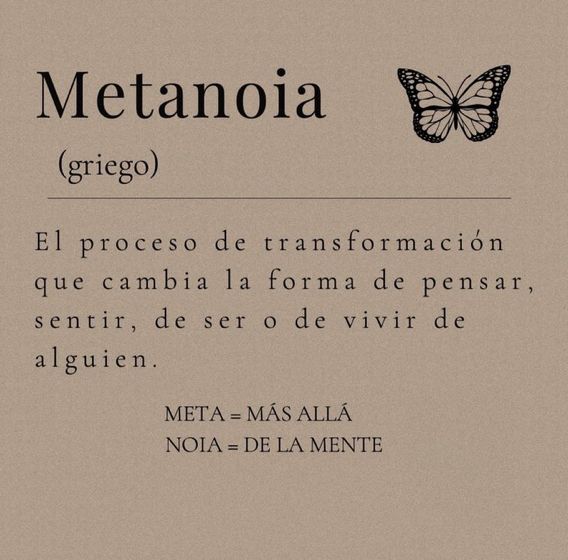 Metanoia
(griego)
El proceso de transformación
que cambia la forma de pensar,
sentir, de ser o de vivir de
alguien.
META = MÁS ALLÁ
NOIA = DE LA MENTE